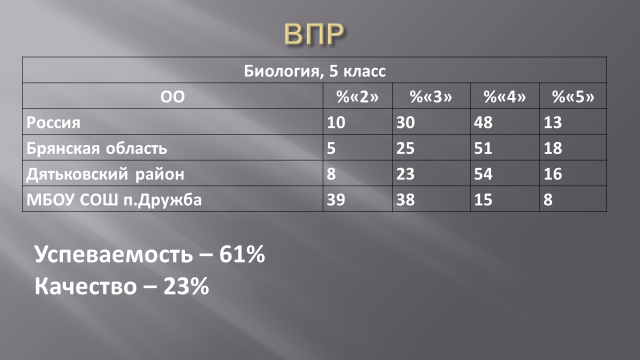 ВПР
Биология, 5 класс
ОО %«2» %«3» %«4» %«5»
Россия 10 30 48 13
Брянская область 5 25 51 18
Дятьковский район 8 23 54 16
МБОУ СОШ п.Дружба 39 38 15 8
Успеваемость – 61%
Качество – 23%